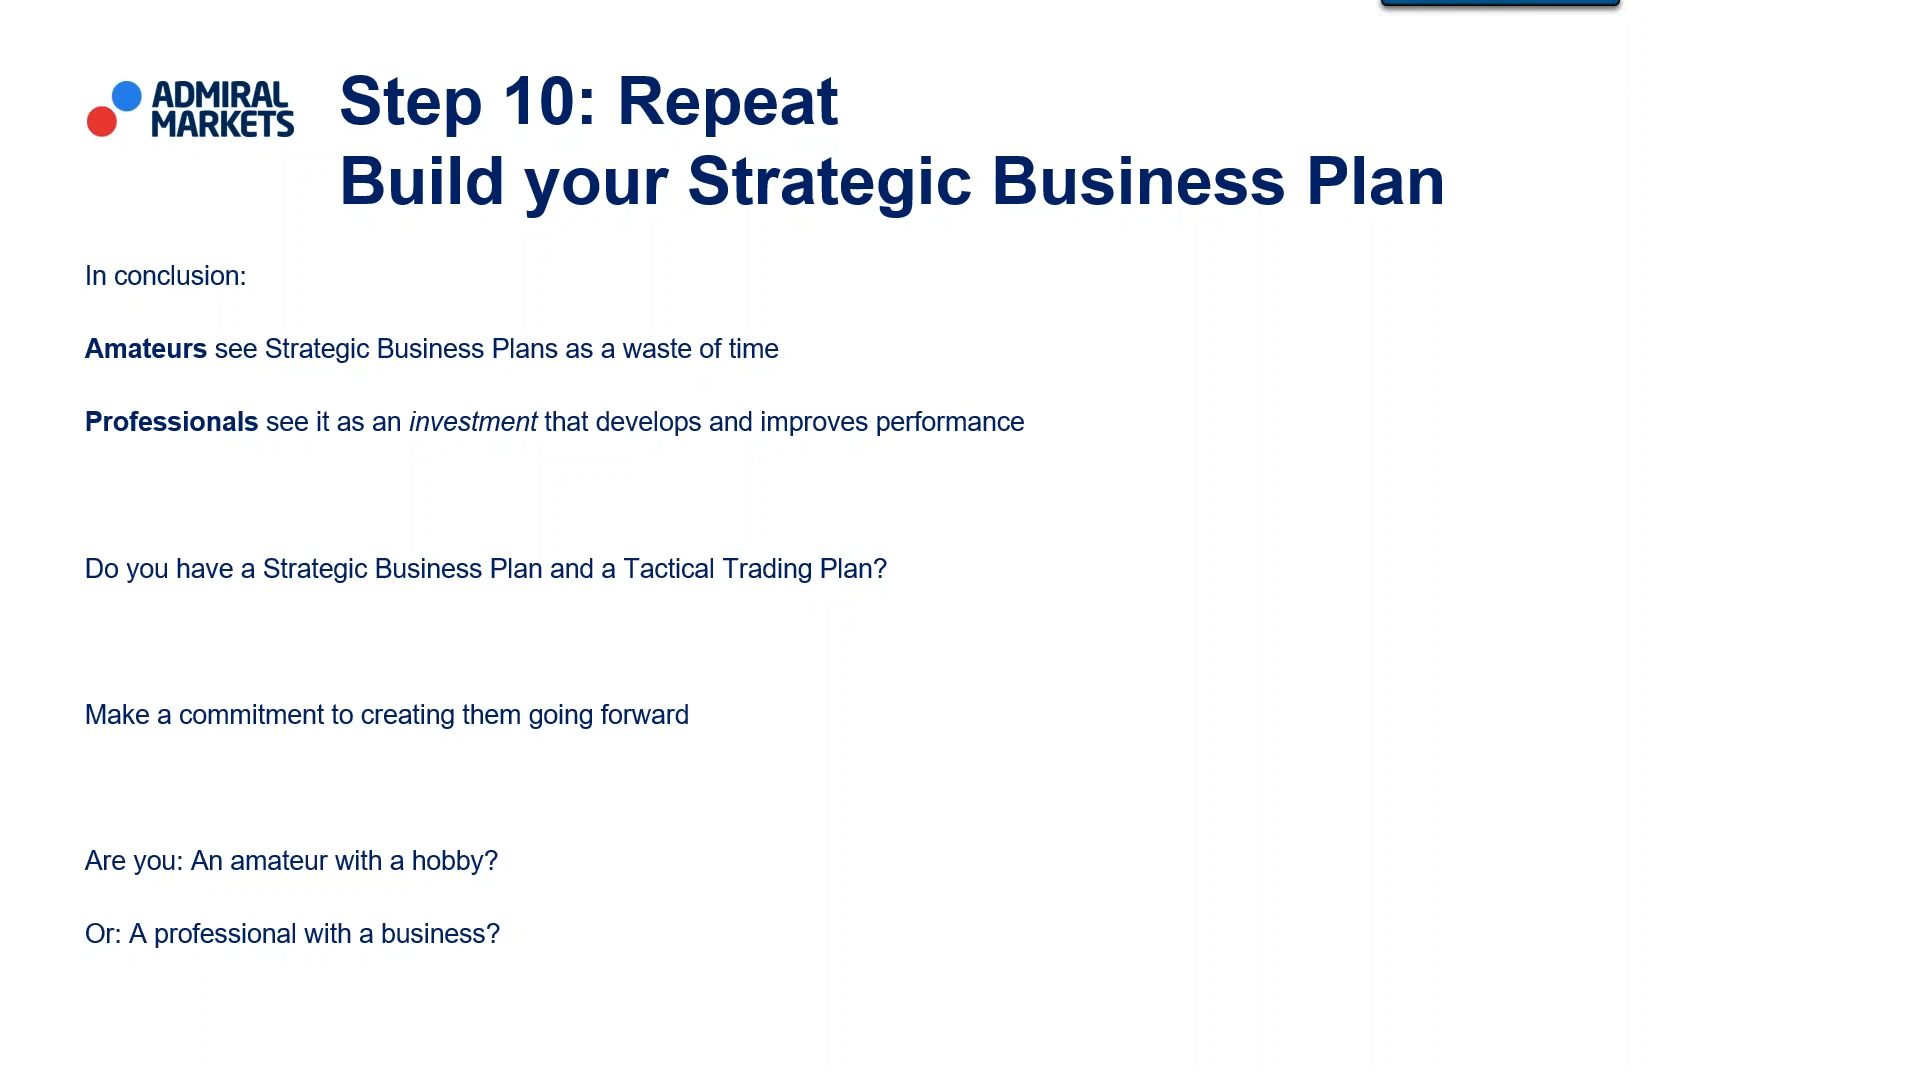 ADMIRAL
MARKETS
Step 10: Repeat
Build your Strategic Business Plan
In conclusion:
Amateurs see Strategic Business Plans as a waste of time
Professionals see it as an investment that develops and improves performance
Do you have a Strategic Business Plan and a Tactical Trading Plan?
Make a commitment to creating them going forward
Are you: An amateur with a hobby?
Or: A professional with a business?